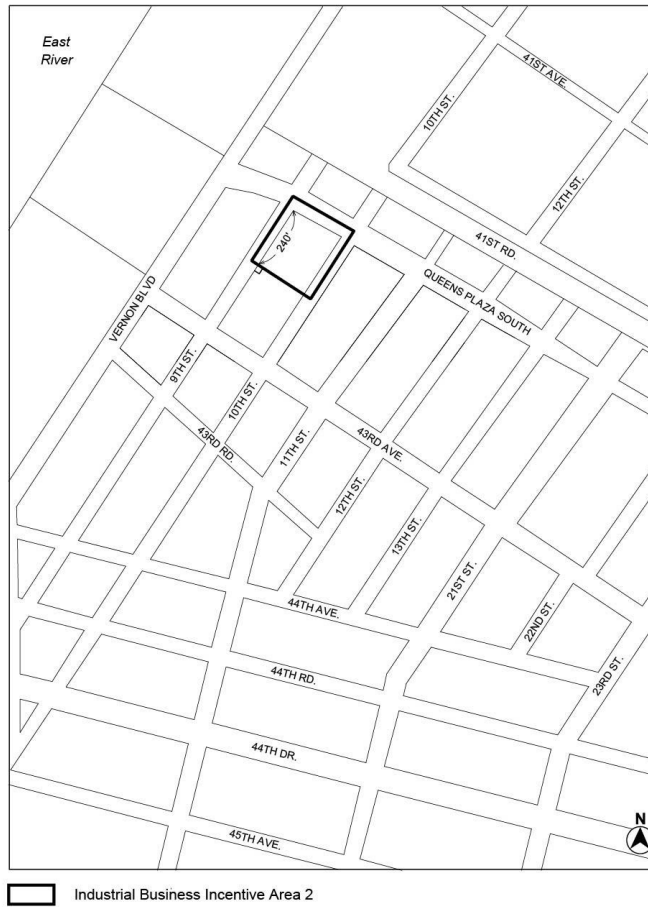 East
River
41ST AVE.
10TH ST.
12TH ST.
41ST RD.
240'
QUEENS PLAZA SOUTH
VERNON BLVD
9TH ST.
10TH ST.
43RD RD.
11TH ST.
43RD AVE.
12TH ST.
13TH ST.
21ST ST.
22ND ST.
23RD ST.
44TH AVE.
44TH RD.
44TH DR.
45TH AVE.
N
Industrial Business Incentive Area 2